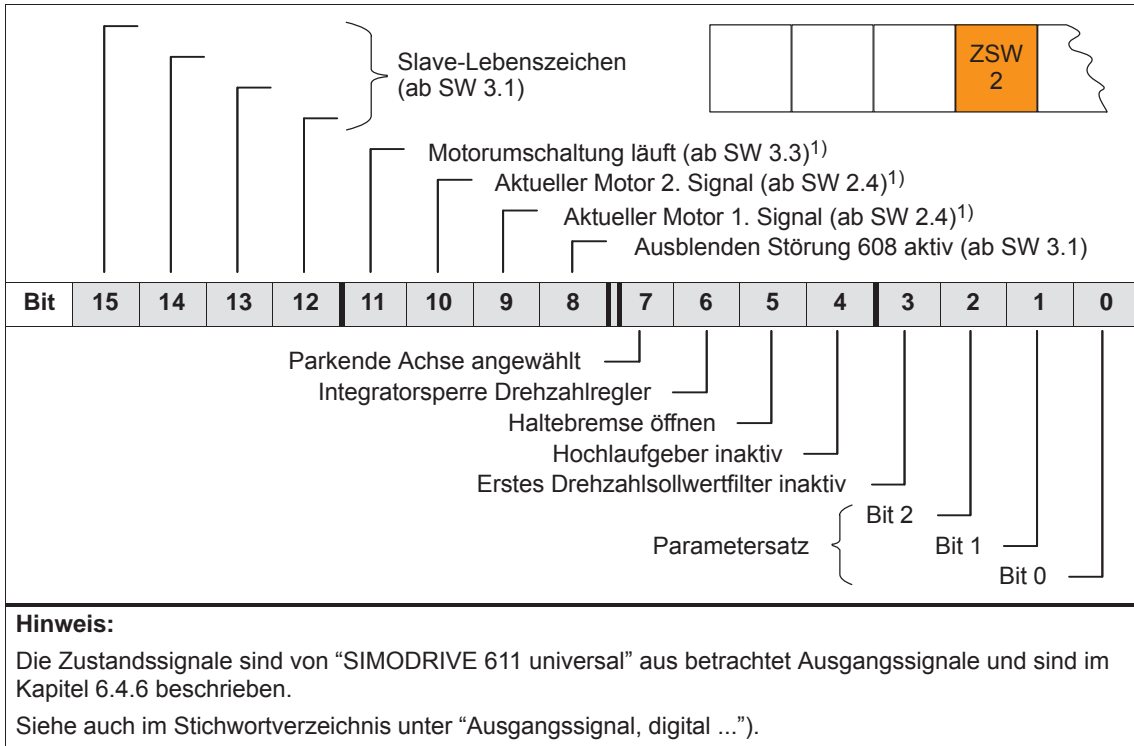 Slave-Lebenszeichen
(ab SW 3.1)
ZSW
2
Motorumschaltung läuft (ab SW 3.3)1)
Aktueller Motor 2. Signal (ab SW 2.4)1)
Aktueller Motor 1. Signal (ab SW 2.4)1)
Ausblenden Störung 608 aktiv (ab SW 3.1)
Bit 15 14 13 12 11 10 9 8 7 6 5 4 3 2 1 0
Parkende Achse angewählt
Integratorsperre Drehzahlregler
Haltebremse öffnen
Hochlaufgeber inaktiv
Erstes Drehzahlsollwertfilter inaktiv
Bit 2
Parametersatz Bit 1
Bit 0
Hinweis:
Die Zustandssignale sind von “SIMODRIVE 611 universal” aus betrachtet Ausgangssignale und sind im
Kapitel 6.4.6 beschrieben.
Siehe auch im Stichwortverzeichnis unter “Ausgangssignal, digital ...”).